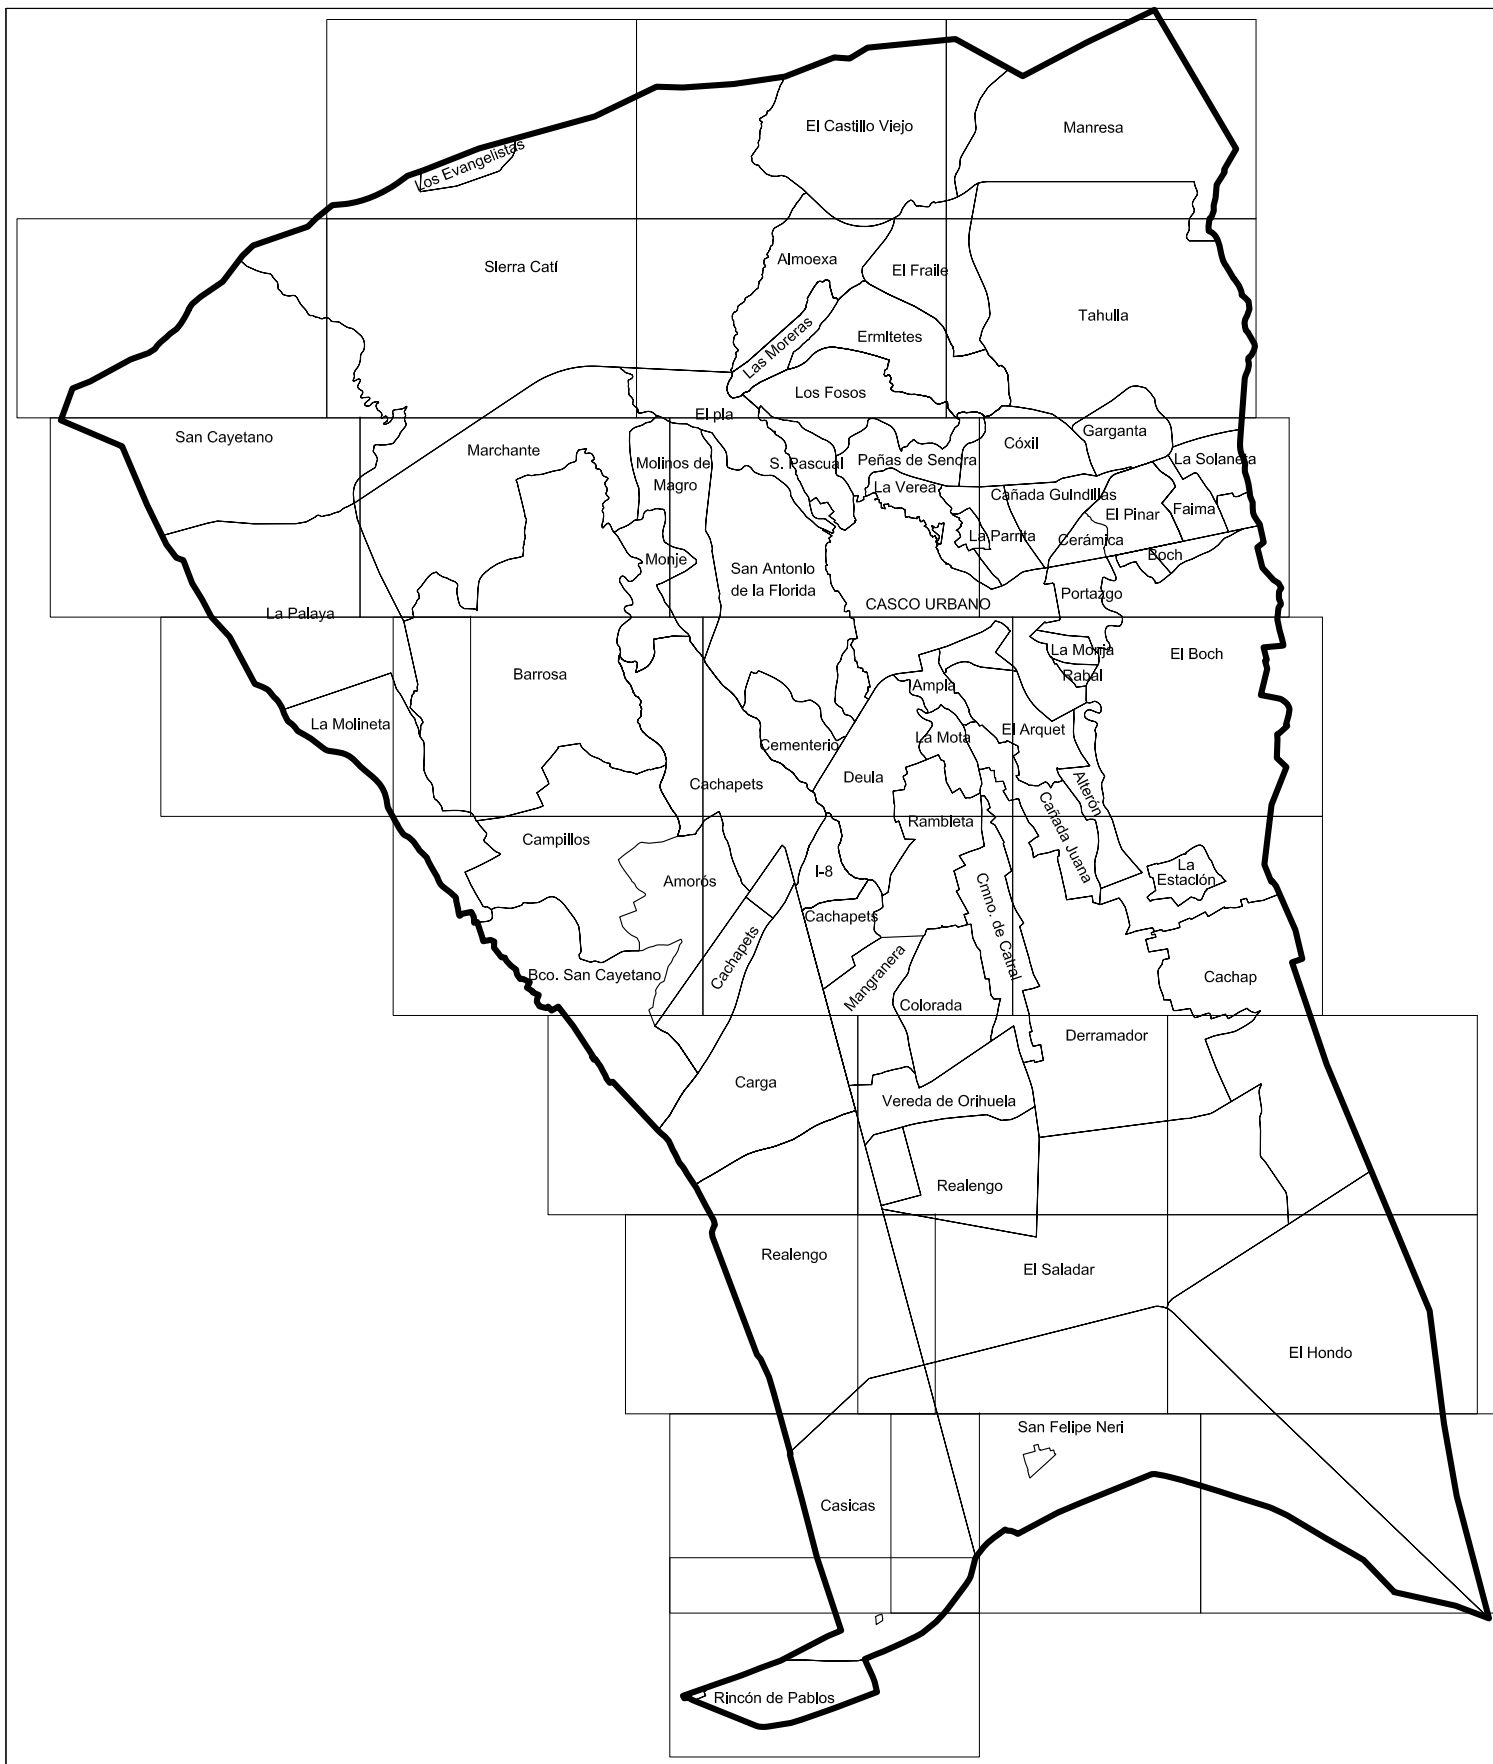 El Castillo Viejo
Manresa
Los Evangelistas
SIerra Catí
Almoexa
El Fraile
Tahulla
Las Moreras
ErmItetes
Los Fosos
El pla
San Cayetano
Marchante
Molinos de
Magro
S. Pascual
Peñas de Sendra
Cóxil
Garganta
La Solaneta
La Verea
Cañada GuIndIllas
El Pinar
Faima
La ParrIta
Cerámica
Boch
Monje
San AntonIo
de la Florida
CASCO URBANO
Portazgo
La Palaya
La Monja
Rabal
El Boch
Barrosa
Ampla
La Molineta
Cementerio
La Mota
El Arquet
Cachapets
Deula
Alterón
Cañada Juana
Rambleta
Campillos
I-8
Amorós
La
Estación
Cachapets
Cachapets
Cmno. de Catral
Bco. San Cayetano
Mangranera
Colorada
Cachap
Derramador
Carga
Vereda de Orihuela
Realengo
Realengo
El Saladar
El Hondo
San Felipe Neri
Casicas
Rincón de Pablos